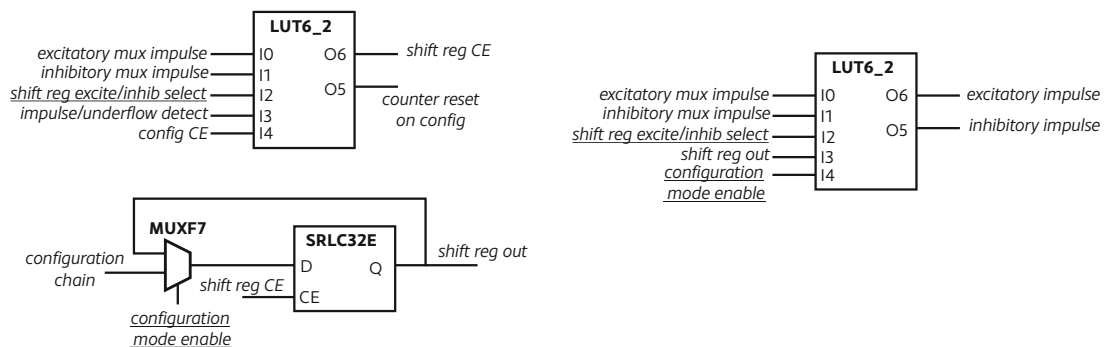 LUT6_2
excitatory mux impulse
I0
O6
shift reg CE
inhibitory mux impulse
I1
shift reg excite/inhib select
I2
O5
counter reset
on config
impulse/underflow detect
I3
config CE
I4
LUT6_2
excitatory mux impulse
I0
O6
excitatory impulse
inhibitory mux impulse
I1
O5
inhibitory impulse
shift reg excite/inhib select
I2
shift reg out
I3
configuration
mode enable
I4
MUXF7
SRLC32E
configuration
chain
D
Q
shift reg out
shift reg CE
CE
configuration
mode enable